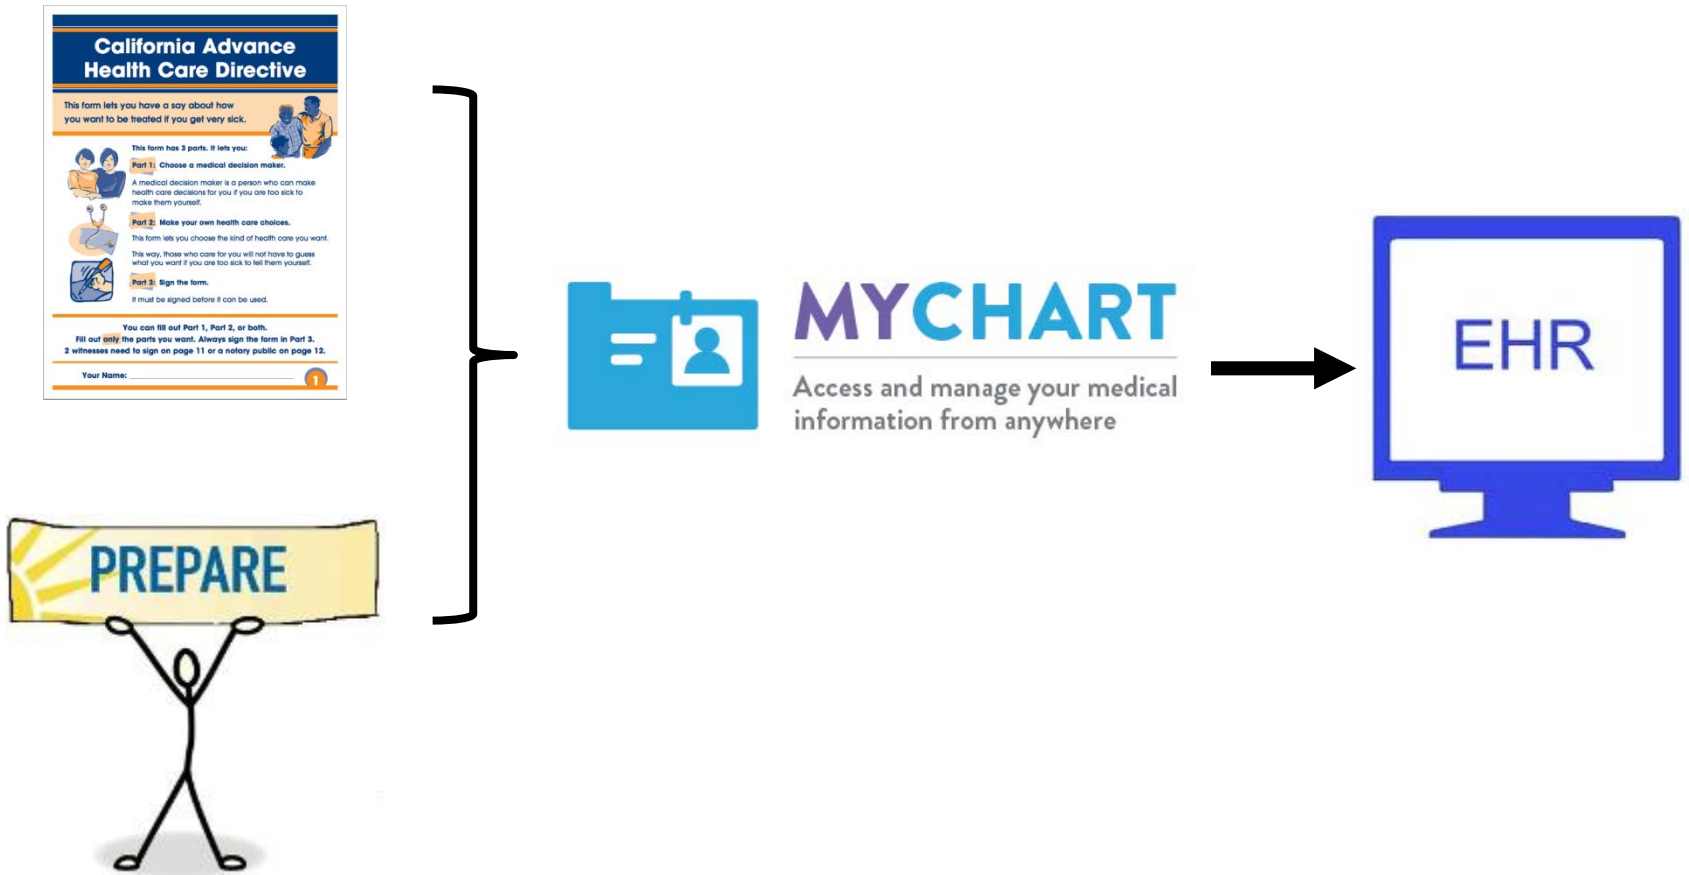 California Advance
Health Care Directive
This form lets you have a say about how
you want to be treated if you get very sick.
This form has 3 parts. It lets you:
Part 1: Choose a medical decision maker.
A medical decision maker is a person who can make
health care decisions for you if you are too sick to
make them yourself.
Part 2: Make your own health care choices.
This form lets you choose the kind of health care you want.
This way, those who care for you will not have to guess
what you want if you are too sick to tell them yourself.
Part 3: Sign the form.
It must be signed before it can be used.
You can fill out Part 1, Part 2, or both.
Fill out only the parts you want. Always sign the form in Part 3.
2 witnesses need to sign on page 11 or a notary public on page 12.
Your Name:
1
PREPARE
MYCHART
Access and manage your medical
information from anywhere
EHR